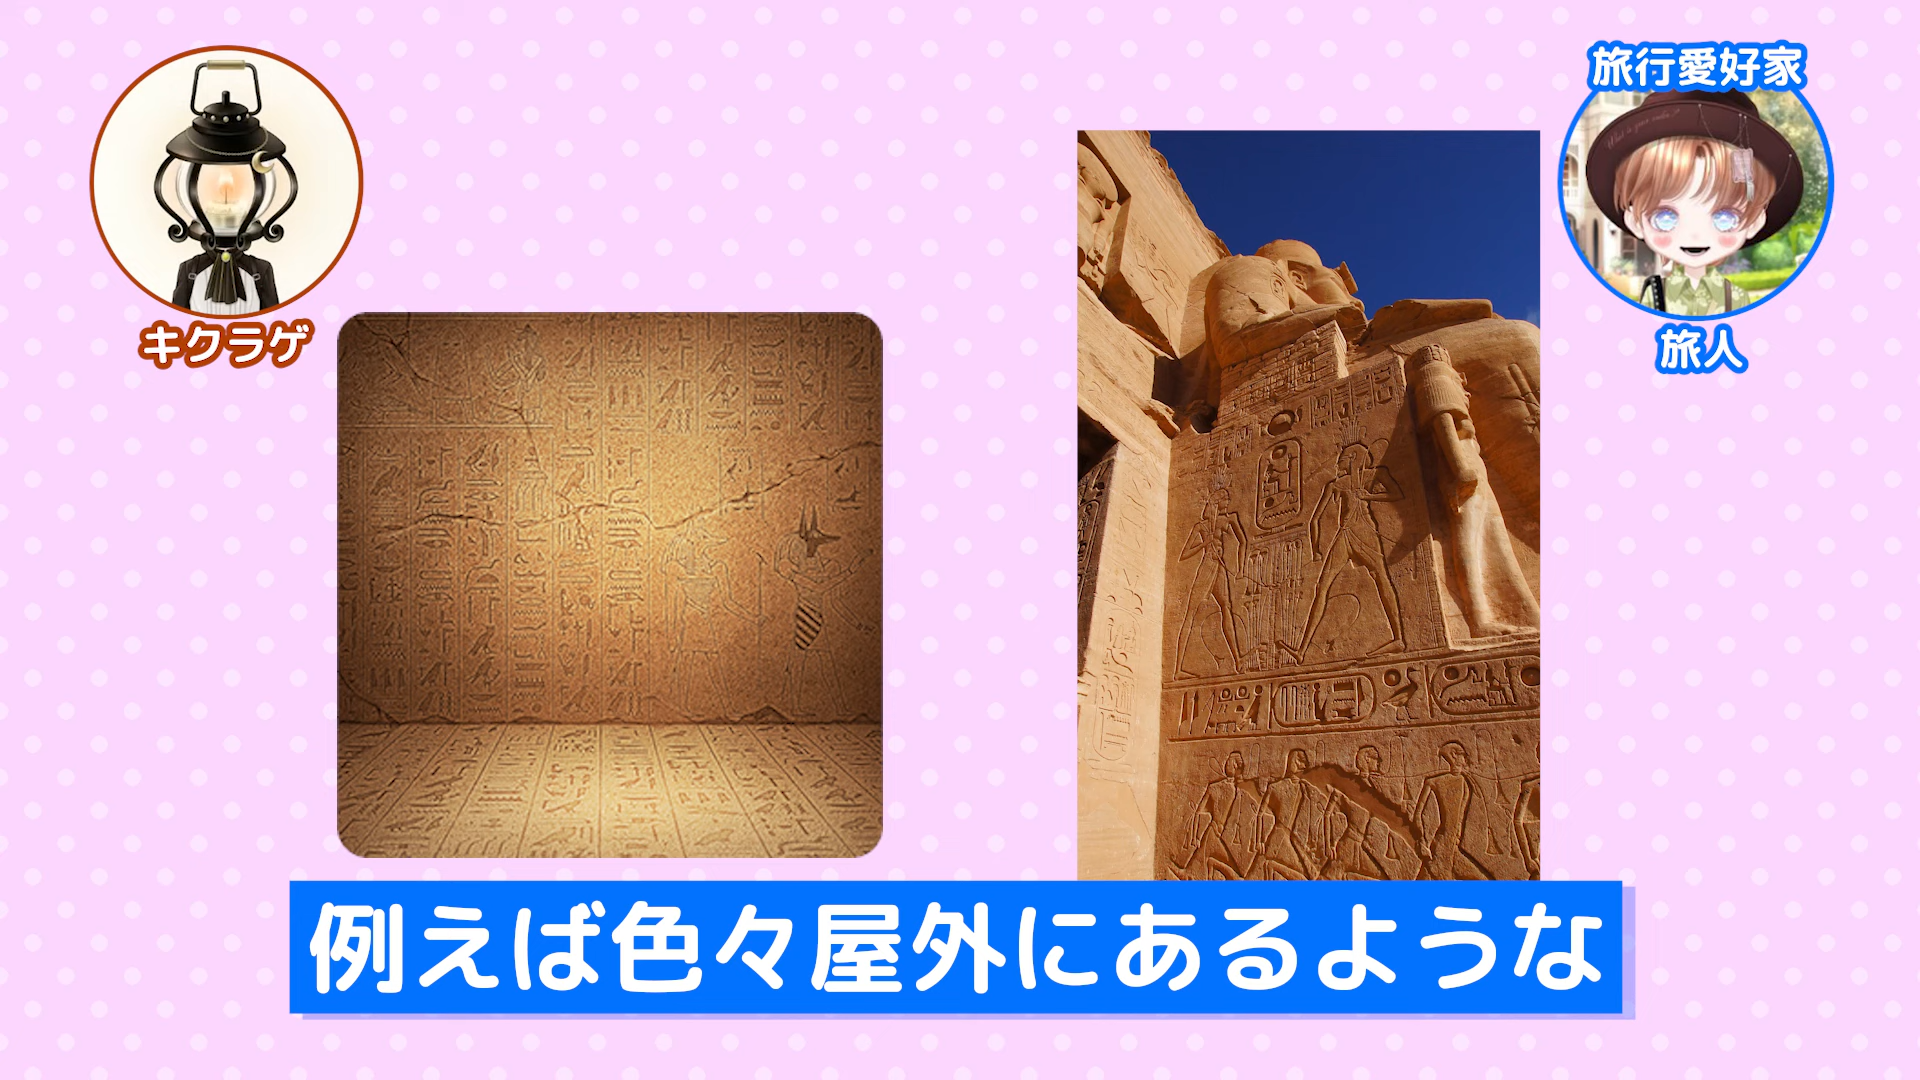 旅行愛好家
キクラゲ
旅人
例えば色々屋外にあるような